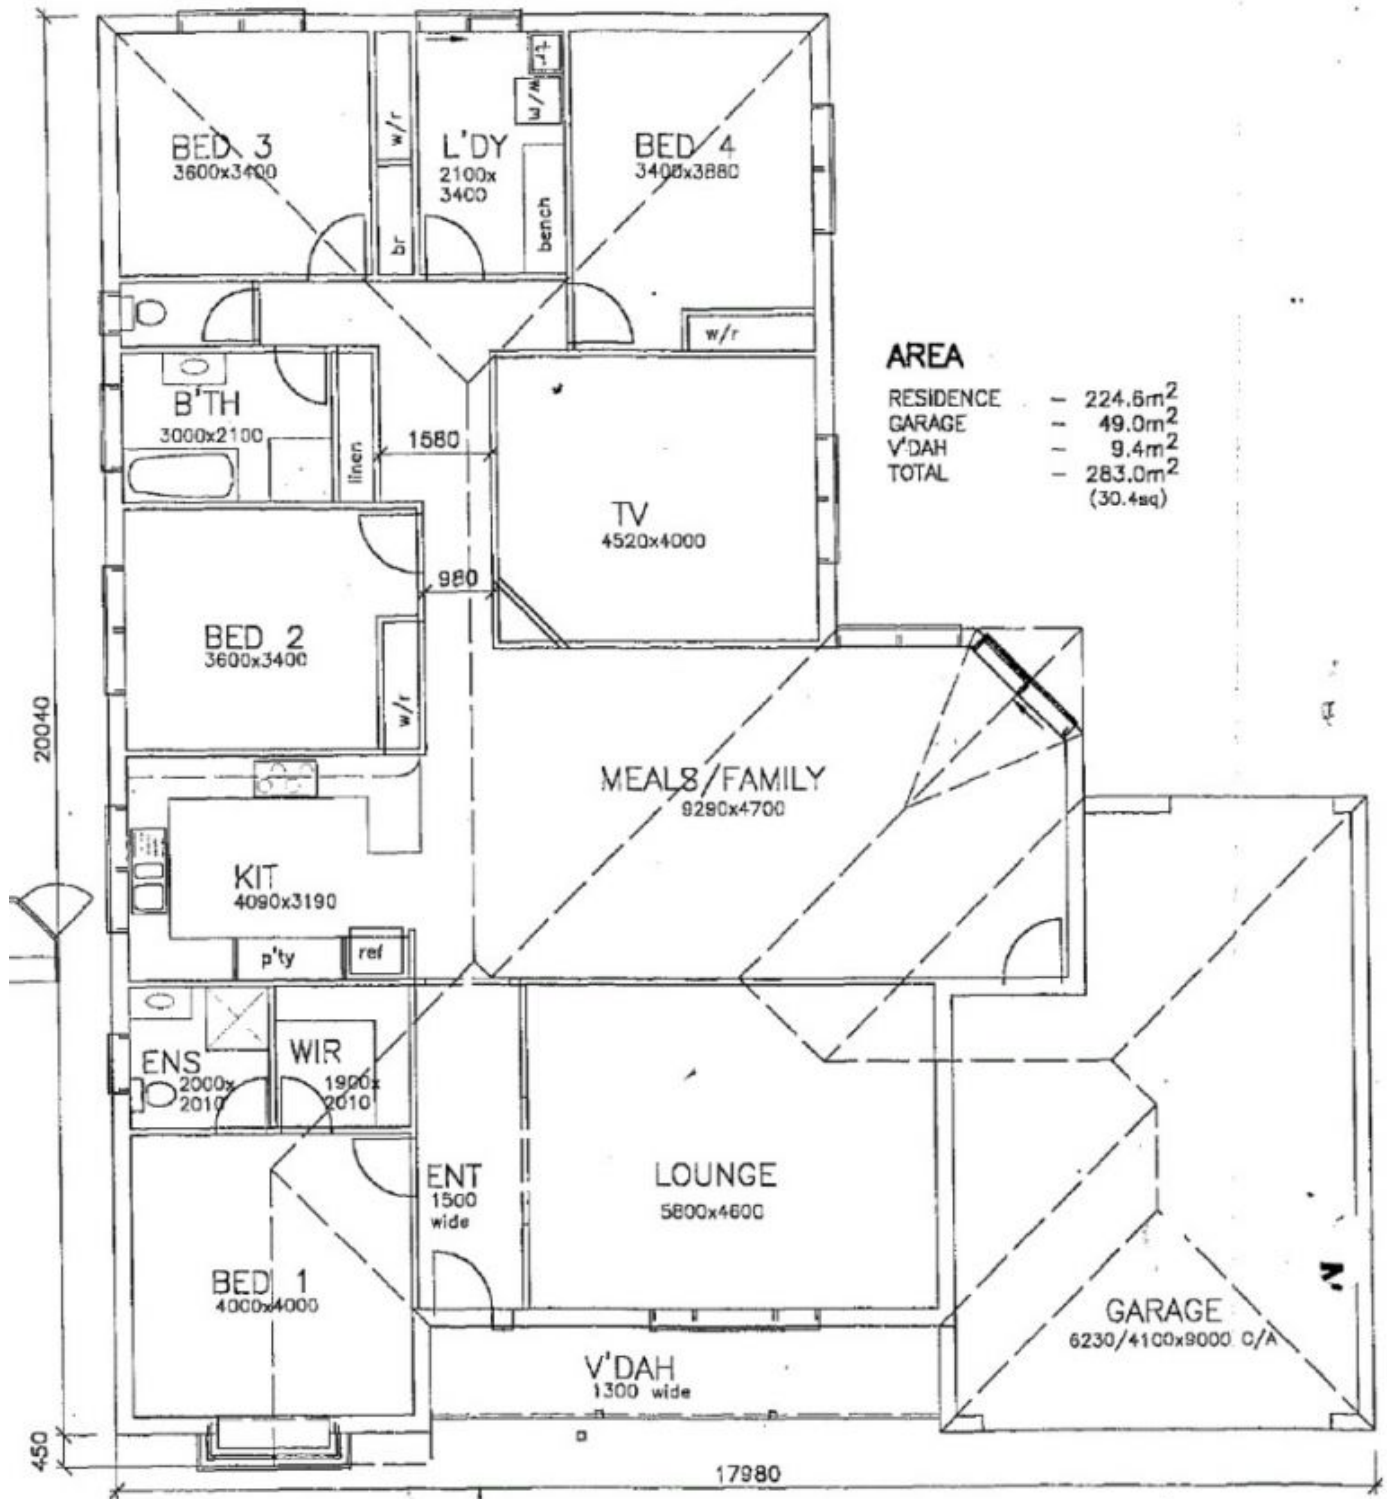 BED 3
3600x3400
w/r
br
L'DY
2100x
3400
tr
W/M
bench
BED 4
3400x3880
w/r
AREA
RESIDENCE – 224.6m²
GARAGE – 49.0m²
V'DAH – 9.4m²
TOTAL – 283.0m²
(30.4sq)
B'TH
3000x2100
linen
1580
TV
4520x4000
980
BED 2
3600x3400
w/r
20040
MEALS/FAMILY
9290x4700
KIT
4090x3190
p'ty
ref
ENS
2000x
2010
WIR
1900x
2010
ENT
1500
wide
LOUNGE
5800x4600
BED 1
4000x4000
GARAGE
6230/4100x9000 O/A
V'DAH
1300 wide
450
17980